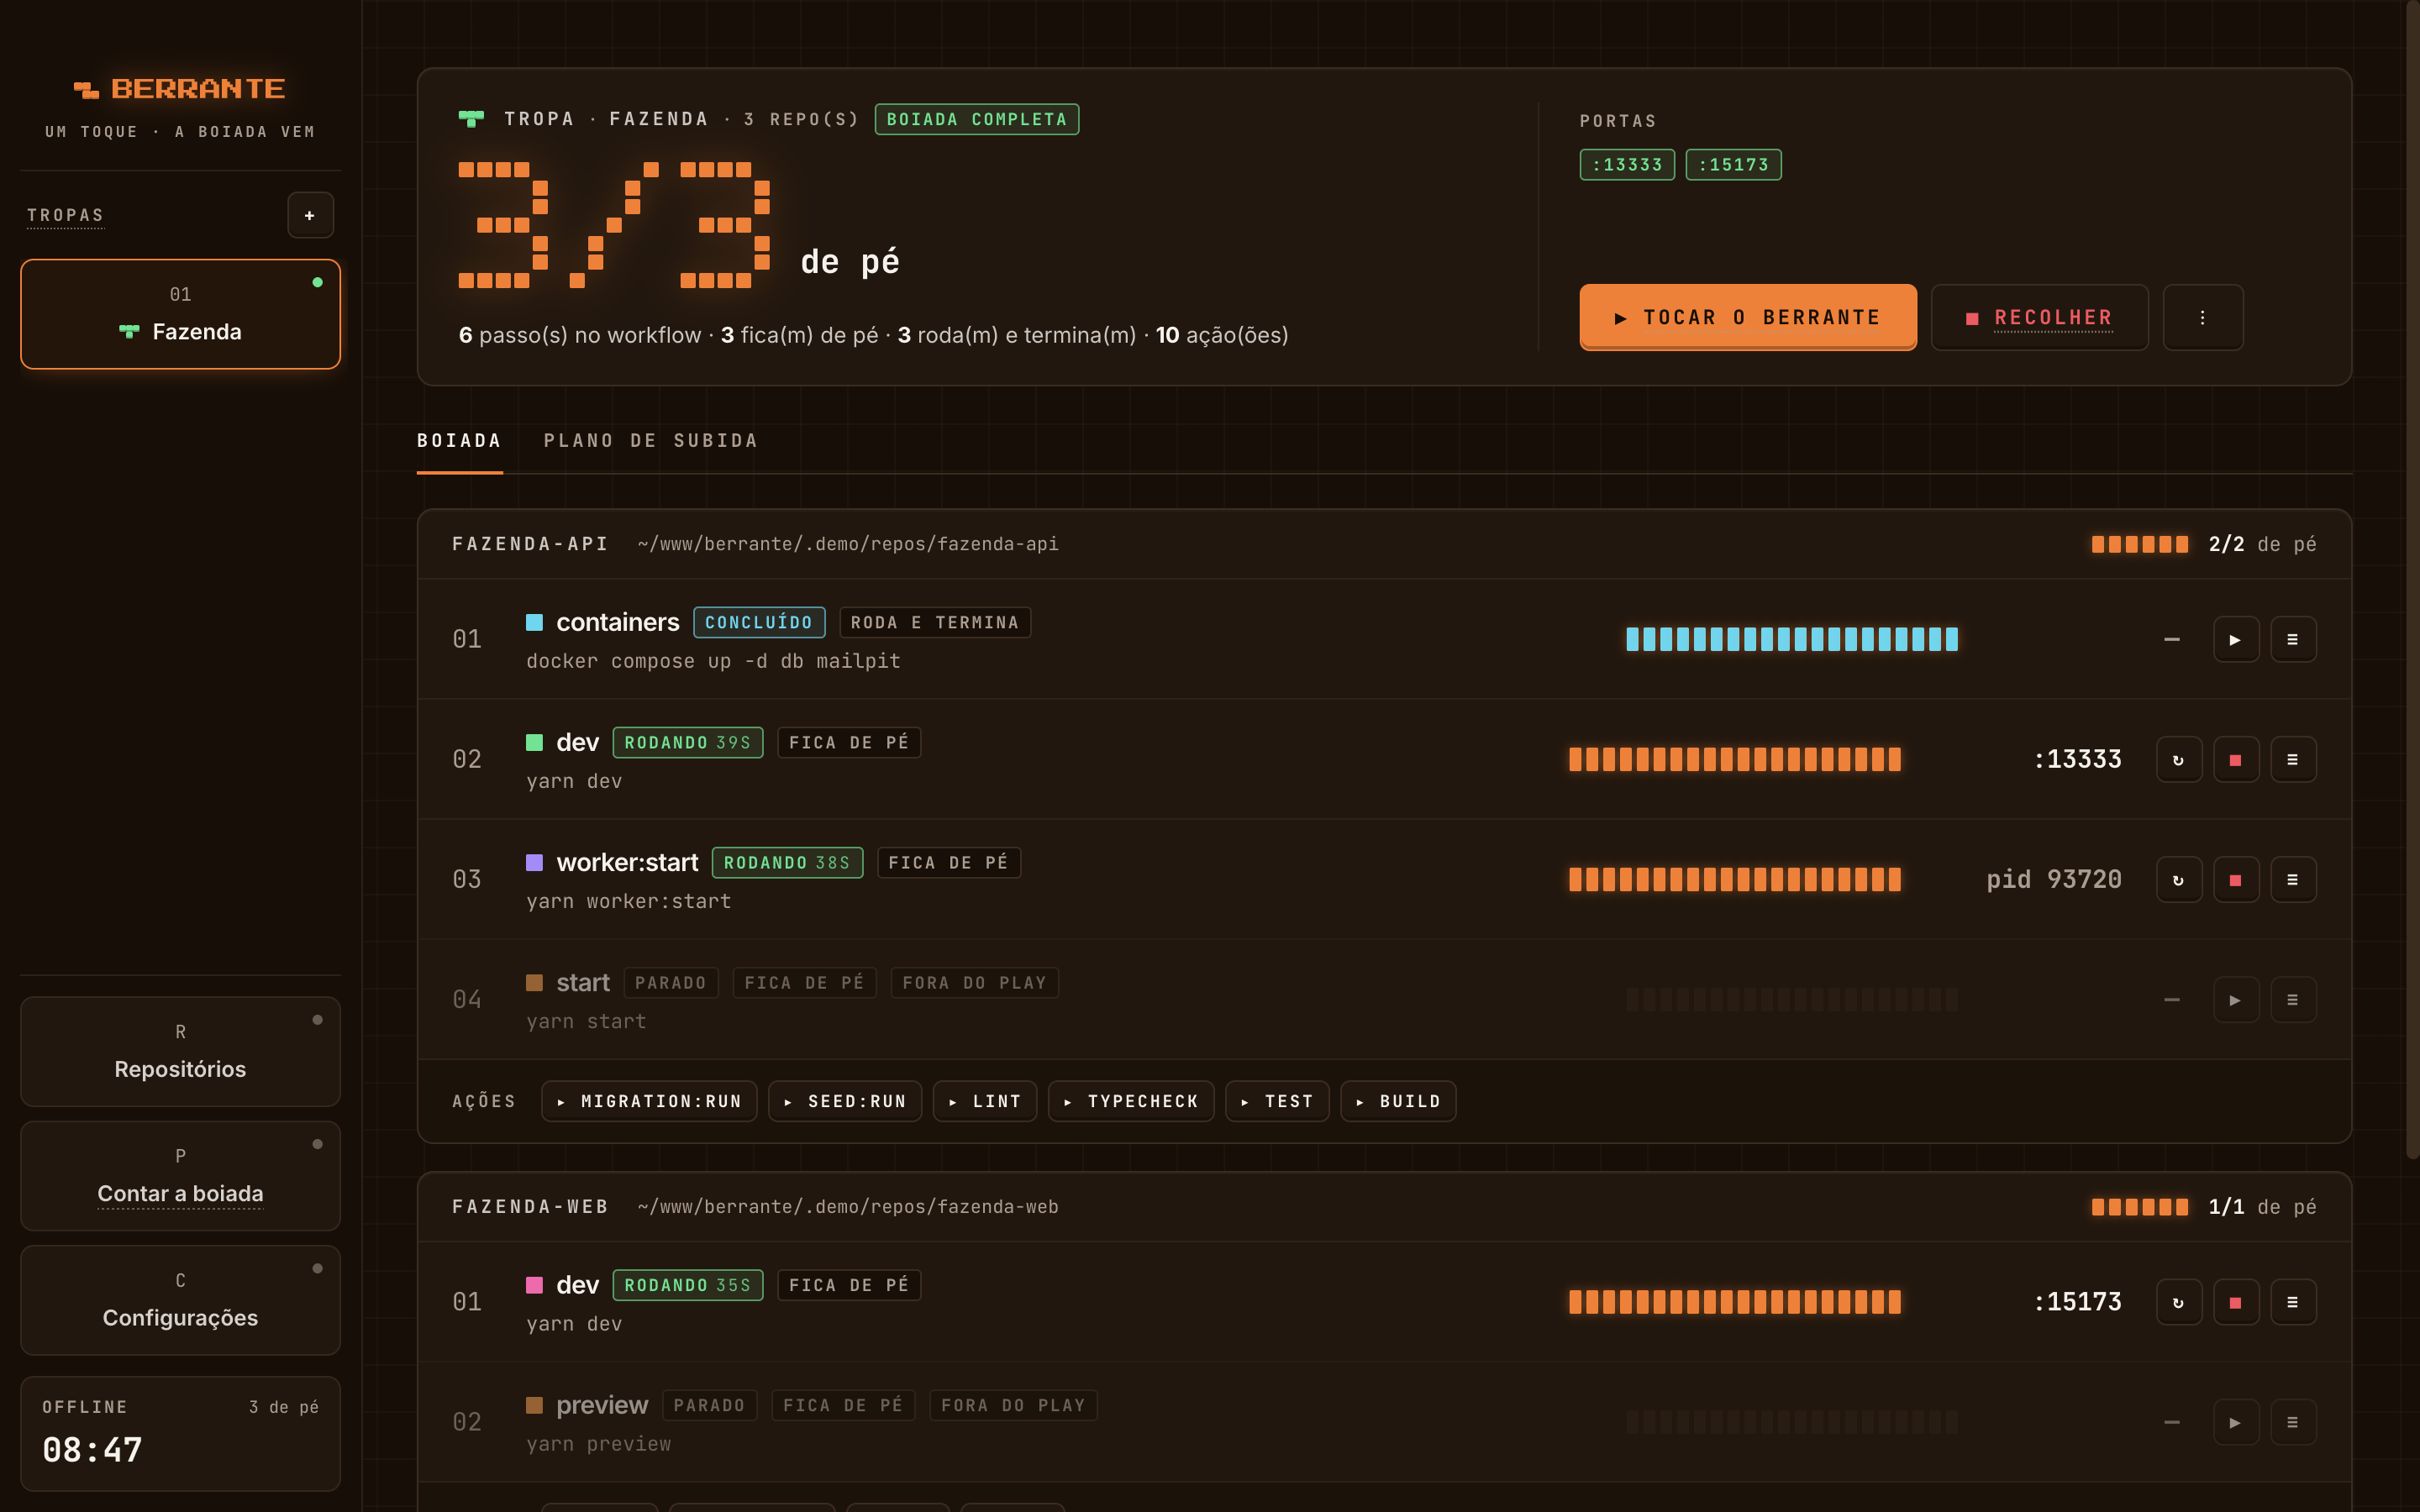 BERRANTE
UM TOQUE · A BOIADA VEM
TROPAS
+
01
Fazenda
R
Repositórios
P
Contar a boiada
C
Configurações
OFFLINE 3 de pé
08:47
TROPA · FAZENDA · 3 REPO(S) BOIADA COMPLETA
3/3 de pé
6 passo(s) no workflow · 3 fica(m) de pé · 3 roda(m) e termina(m) · 10 ação(ões)
PORTAS
:13333 :15173
▶ TOCAR O BERRANTE ■ RECOLHER ⋮
BOIADA PLANO DE SUBIDA
FAZENDA-API ~/www/berrante/.demo/repos/fazenda-api 2/2 de pé
01 containers CONCLUÍDO RODA E TERMINA —
docker compose up -d db mailpit
02 dev RODANDO 39S FICA DE PÉ :13333
yarn dev
03 worker:start RODANDO 38S FICA DE PÉ pid 93720
yarn worker:start
04 start PARADO FICA DE PÉ FORA DO PLAY —
yarn start
AÇÕES ▸ MIGRATION:RUN ▸ SEED:RUN ▸ LINT ▸ TYPECHECK ▸ TEST ▸ BUILD
FAZENDA-WEB ~/www/berrante/.demo/repos/fazenda-web 1/1 de pé
01 dev RODANDO 35S FICA DE PÉ :15173
yarn dev
02 preview PARADO FICA DE PÉ FORA DO PLAY —
yarn preview